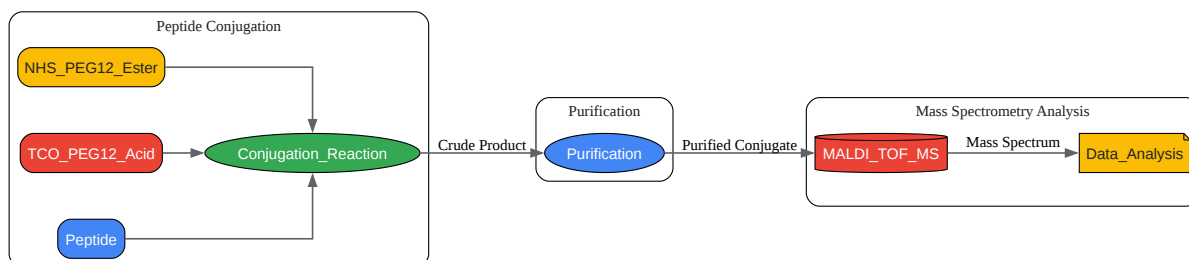 Peptide Conjugation
NHS_PEG12_Ester
TCO_PEG12_Acid
Peptide
Conjugation_Reaction
Crude Product
Purification
Purification
Purified Conjugate
Mass Spectrometry Analysis
MALDI_TOF_MS
Mass Spectrum
Data_Analysis